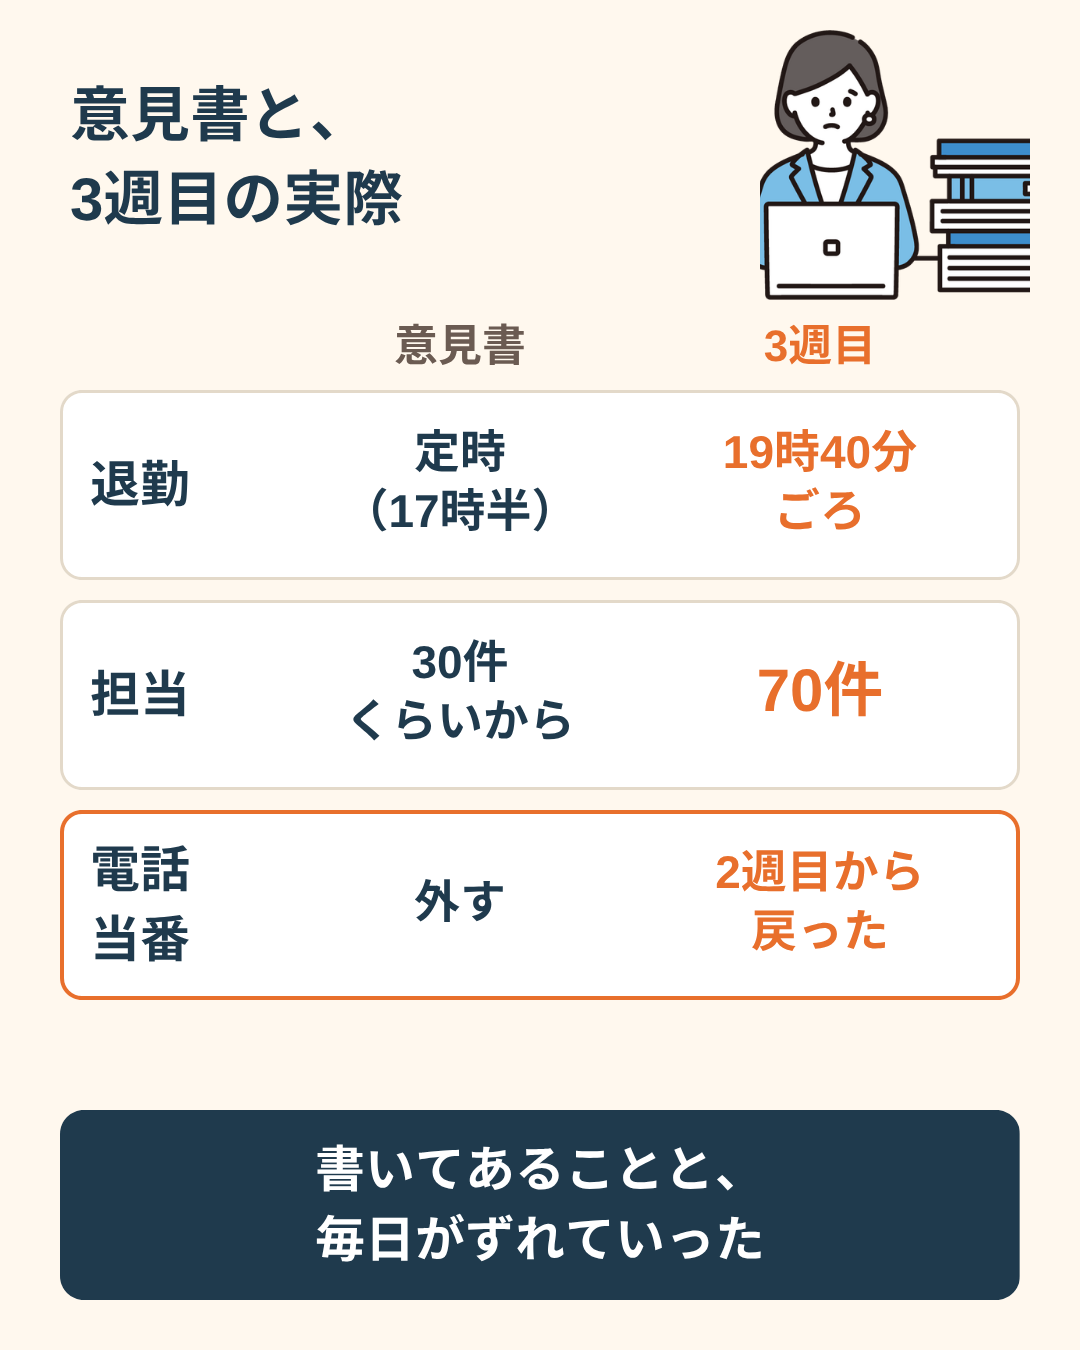 意見書と、
3週目の実際
意見書
3週目
退勤
定時
（17時半）
19時40分
ごろ
担当
30件
くらいから
70件
電話
当番
外す
2週目から
戻った
書いてあることと、
毎日がずれていった